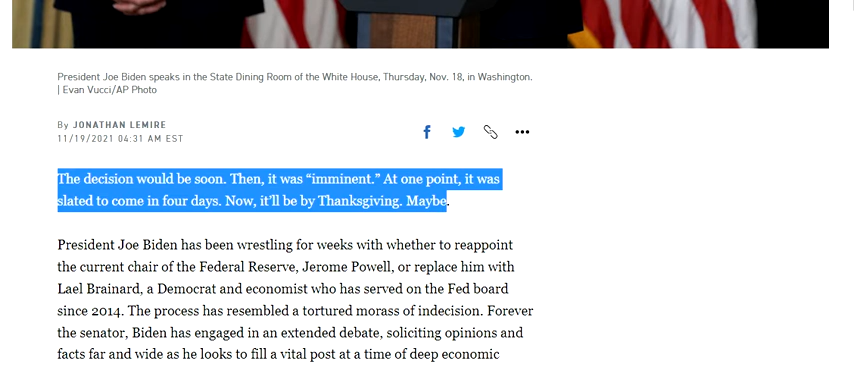 President Joe Biden speaks in the State Dining Room of the White House, Thursday, Nov. 18, in Washington.
| Evan Vucci/AP Photo
By JONATHAN LEMIRE
11/19/2021 04:31 AM EST
The decision would be soon. Then, it was “imminent.” At one point, it was
slated to come in four days. Now, it’ll be by Thanksgiving. Maybe.
President Joe Biden has been wrestling for weeks with whether to reappoint
the current chair of the Federal Reserve, Jerome Powell, or replace him with
Lael Brainard, a Democrat and economist who has served on the Fed board
since 2014. The process has resembled a tortured morass of indecision. Forever
the senator, Biden has engaged in an extended debate, soliciting opinions and
facts far and wide as he looks to fill a vital post at a time of deep economic